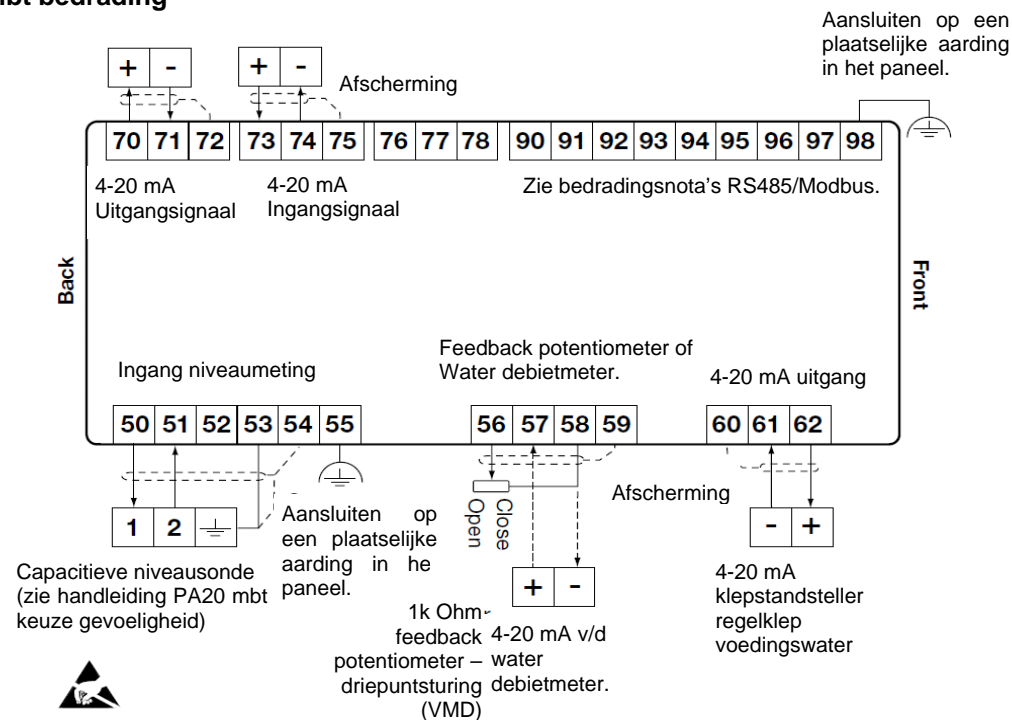 mbt bedrading
Aansluiten op een
plaatselijke aarding
in het paneel.
+ -
+ -
Afscherming
70 71 72 73 74 75 76 77 78 90 91 92 93 94 95 96 97 98
4-20 mA
Uitgangsignaal
4-20 mA
Ingangsignaal
Zie bedradingsnota's RS485/Modbus.
Back
Front
Ingang niveaumeting
Feedback potentiometer of
Water debietmeter.
4-20 mA uitgang
50 51 52 53 54 55 56 57 58 59 60 61 62
Open
Close
Afscherming
1 2
Aansluiten op
een plaatselijke
aarding in he
paneel.
- +
+ -
Capacitieve niveausonde
(zie handleiding PA20 mbt
keuze gevoeligheid)
1k Ohm
feedback
potentiometer –
driepuntsturing
(VMD)
4-20 mA v/d
water
debietmeter.
4-20 mA
klepstandsteller
regelklep
voedingswater